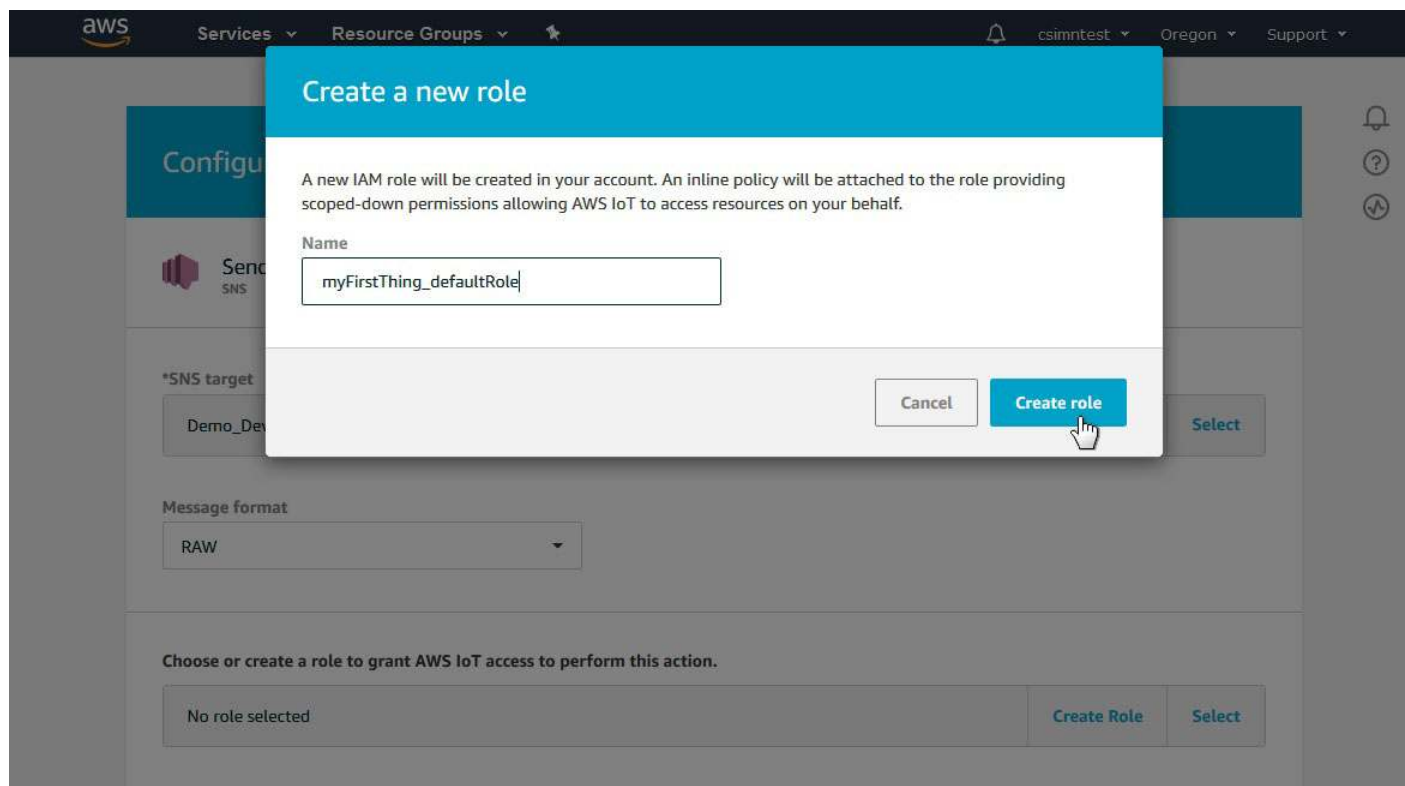 aws Services Resource Groups csimntest Oregon Support
Create a new role
Configu
A new IAM role will be created in your account. An inline policy will be attached to the role providing
scoped-down permissions allowing AWS IoT to access resources on your behalf.
Name
myFirstThing_defaultRole
Send
SNS
Cancel Create role
*SNS target
Demo_Dev
Select
Message format
RAW
Choose or create a role to grant AWS IoT access to perform this action.
No role selected Create Role Select